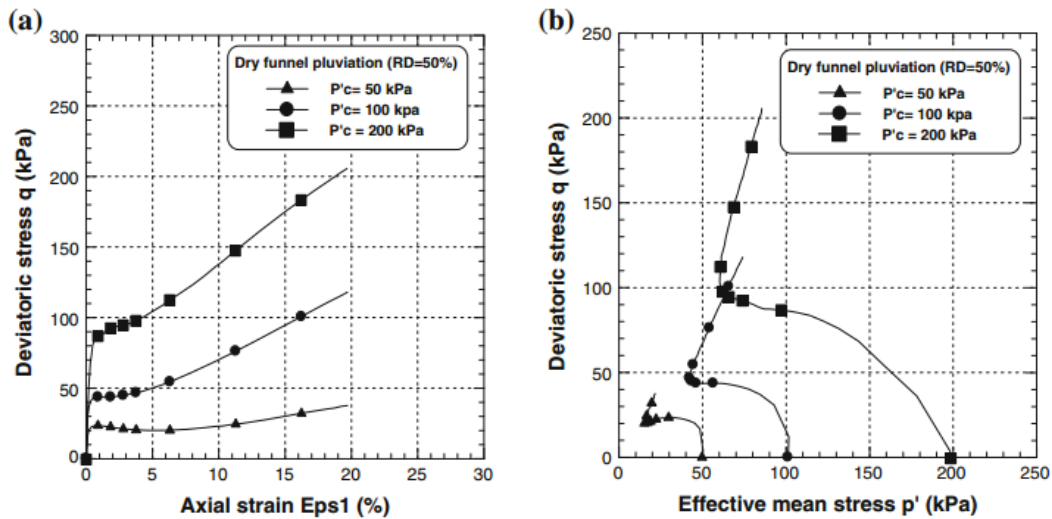 (a)
300
250
200
150
100
50
0
0 5 10 15 20 25 30
Deviatoric stress q (kPa)
Axial strain Eps1 (%)
Dry funnel pluviation (RD=50%)
P'c= 50 kPa
P'c= 100 kpa
P'c = 200 kPa
(b)
250
200
150
100
50
0
0 50 100 150 200 250
Deviatoric stress q (kPa)
Effective mean stress p' (kPa)
Dry funnel pluviation (RD=50%)
P'c= 50 kPa
P'c= 100 kpa
P'c = 200 kPa